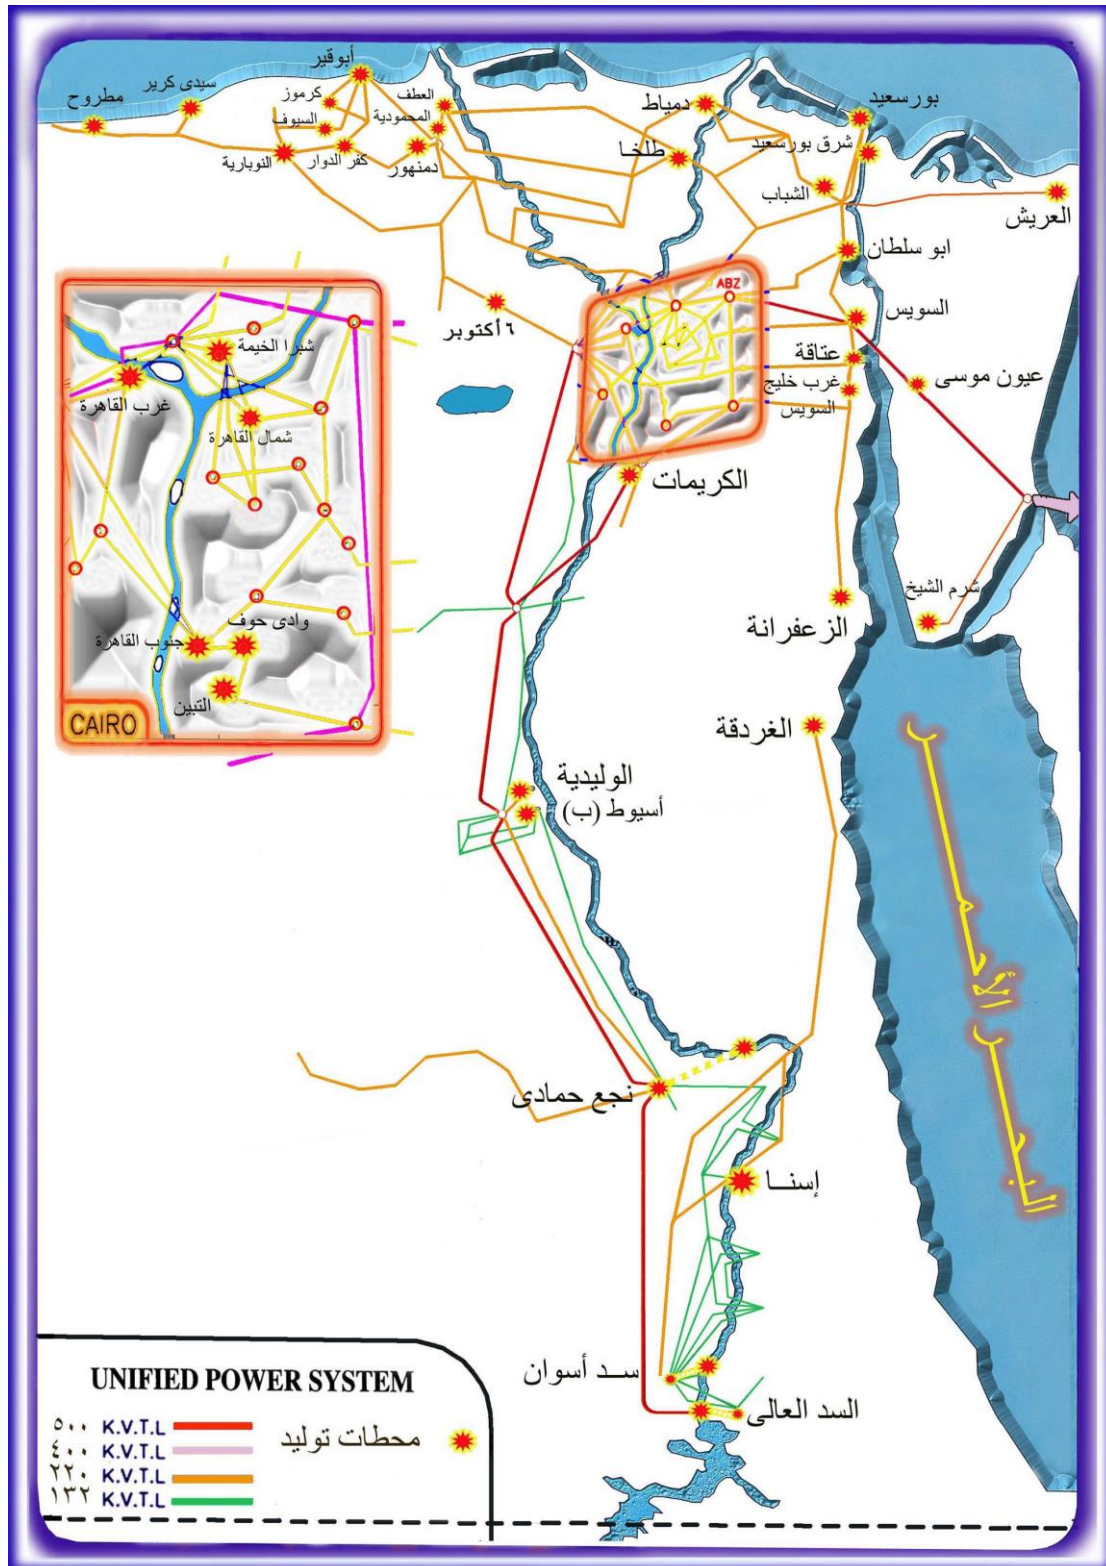 أبوقير
سيدى كرير
مطروح
كرموز
السيوف
العطف
المحمودية
النوبارية
كفر الدوار
دمنهور
دمياط
طلخا
بورسعيد
شرق بورسعيد
الشباب
العريش
ابو سلطان
ABZ
السويس
٦ أكتوبر
عتاقة
عيون موسى
غرب خليج
السويس
شبرا الخيمة
غرب القاهرة
شمال القاهرة
وادى حوف
جنوب القاهرة
التبين
CAIRO
الكريمات
شرم الشيخ
الزعفرانة
الغردقة
الوليدية
أسيوط (ب)
البحر الأحمر
نجع حمادى
إسنا
سد أسوان
السد العالى
UNIFIED POWER SYSTEM
٥٠٠ K.V.T.L
٤٠٠ K.V.T.L
٢٢٠ K.V.T.L
١٣٢ K.V.T.L
محطات توليد